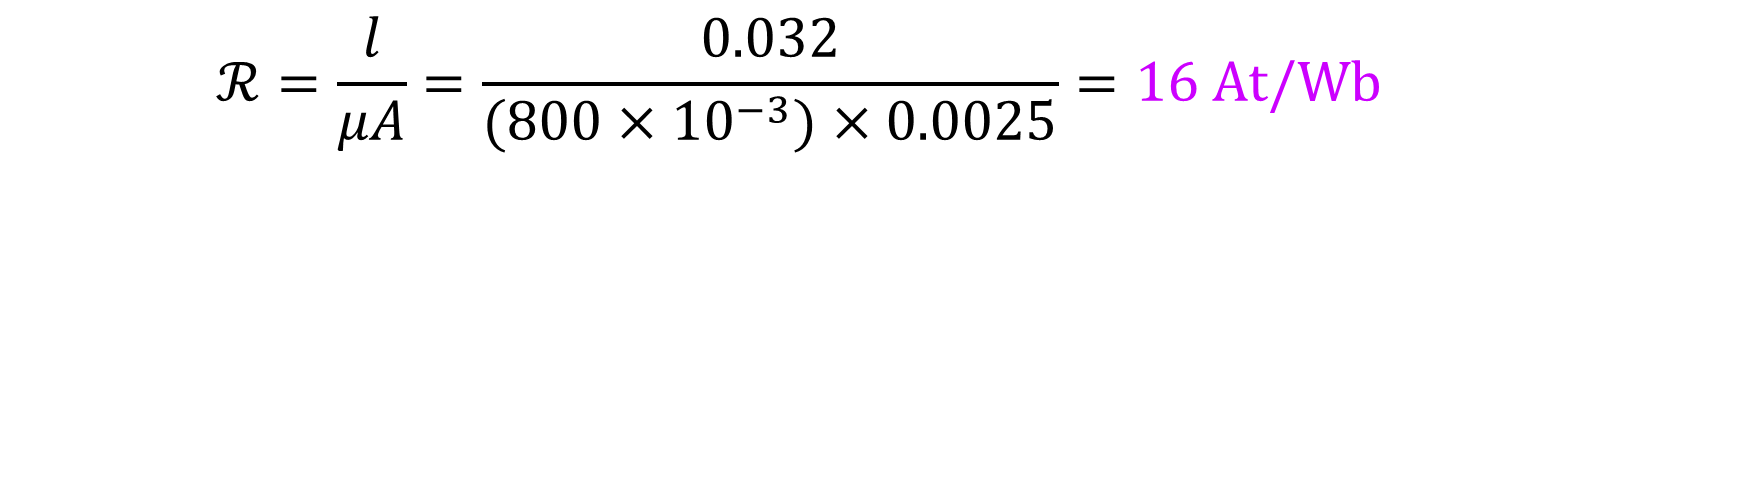 ℛ = l/μA = 0.032/((800 × 10⁻³) × 0.0025) = 16 At/Wb